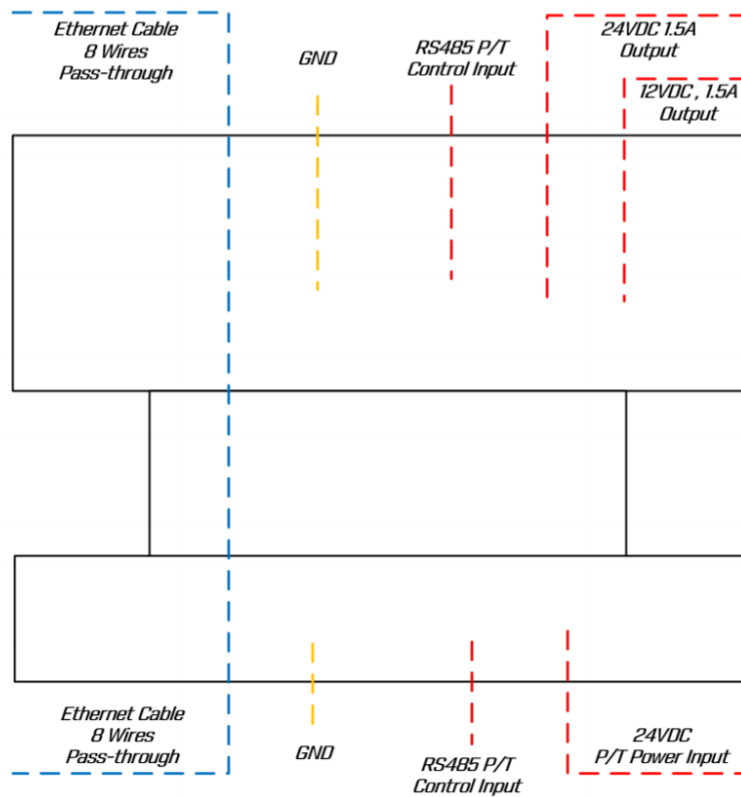 Ethernet Cable
8 Wires
Pass-through
GND
RS485 P/T
Control Input
24VDC 1.5A
Output
12VDC , 1.5A
Output
Ethernet Cable
8 Wires
Pass-through
GND
RS485 P/T
Control Input
24VDC
P/T Power Input